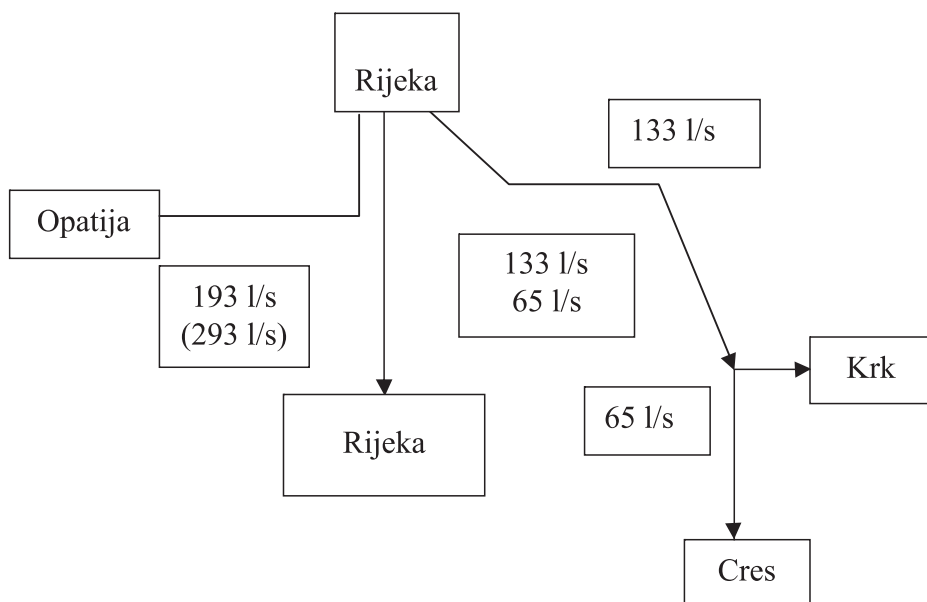 Rijeka
133 l/s
Opatija
133 l/s
65 l/s
193 l/s
(293 l/s)
Krk
65 l/s
Rijeka
Cres